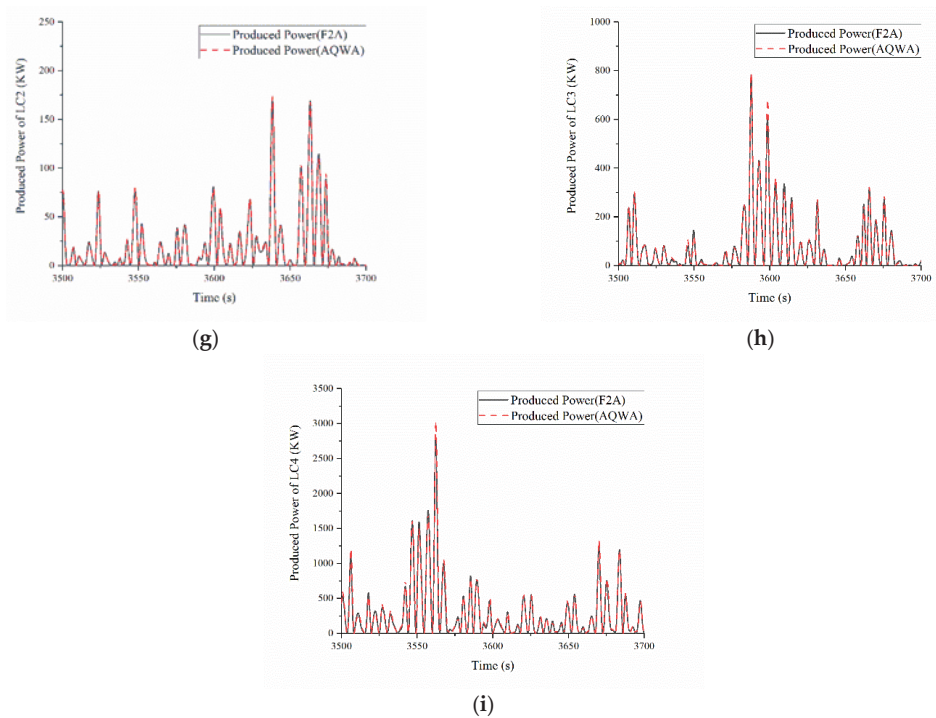 250
200
150
100
50
0
Produced Power of LC2 (KW)
Produced Power(F2A)
Produced Power(AQWA)
3500 3550 3600 3650 3700
Time (s)
(g)
1000
800
600
400
200
0
Produced Power of LC3 (KW)
Produced Power(F2A)
Produced Power(AQWA)
3500 3550 3600 3650 3700
Time (s)
(h)
3500
3000
2500
2000
1500
1000
500
0
Produced Power of LC4 (KW)
Produced Power(F2A)
Produced Power(AQWA)
3500 3550 3600 3650 3700
Time (s)
(i)